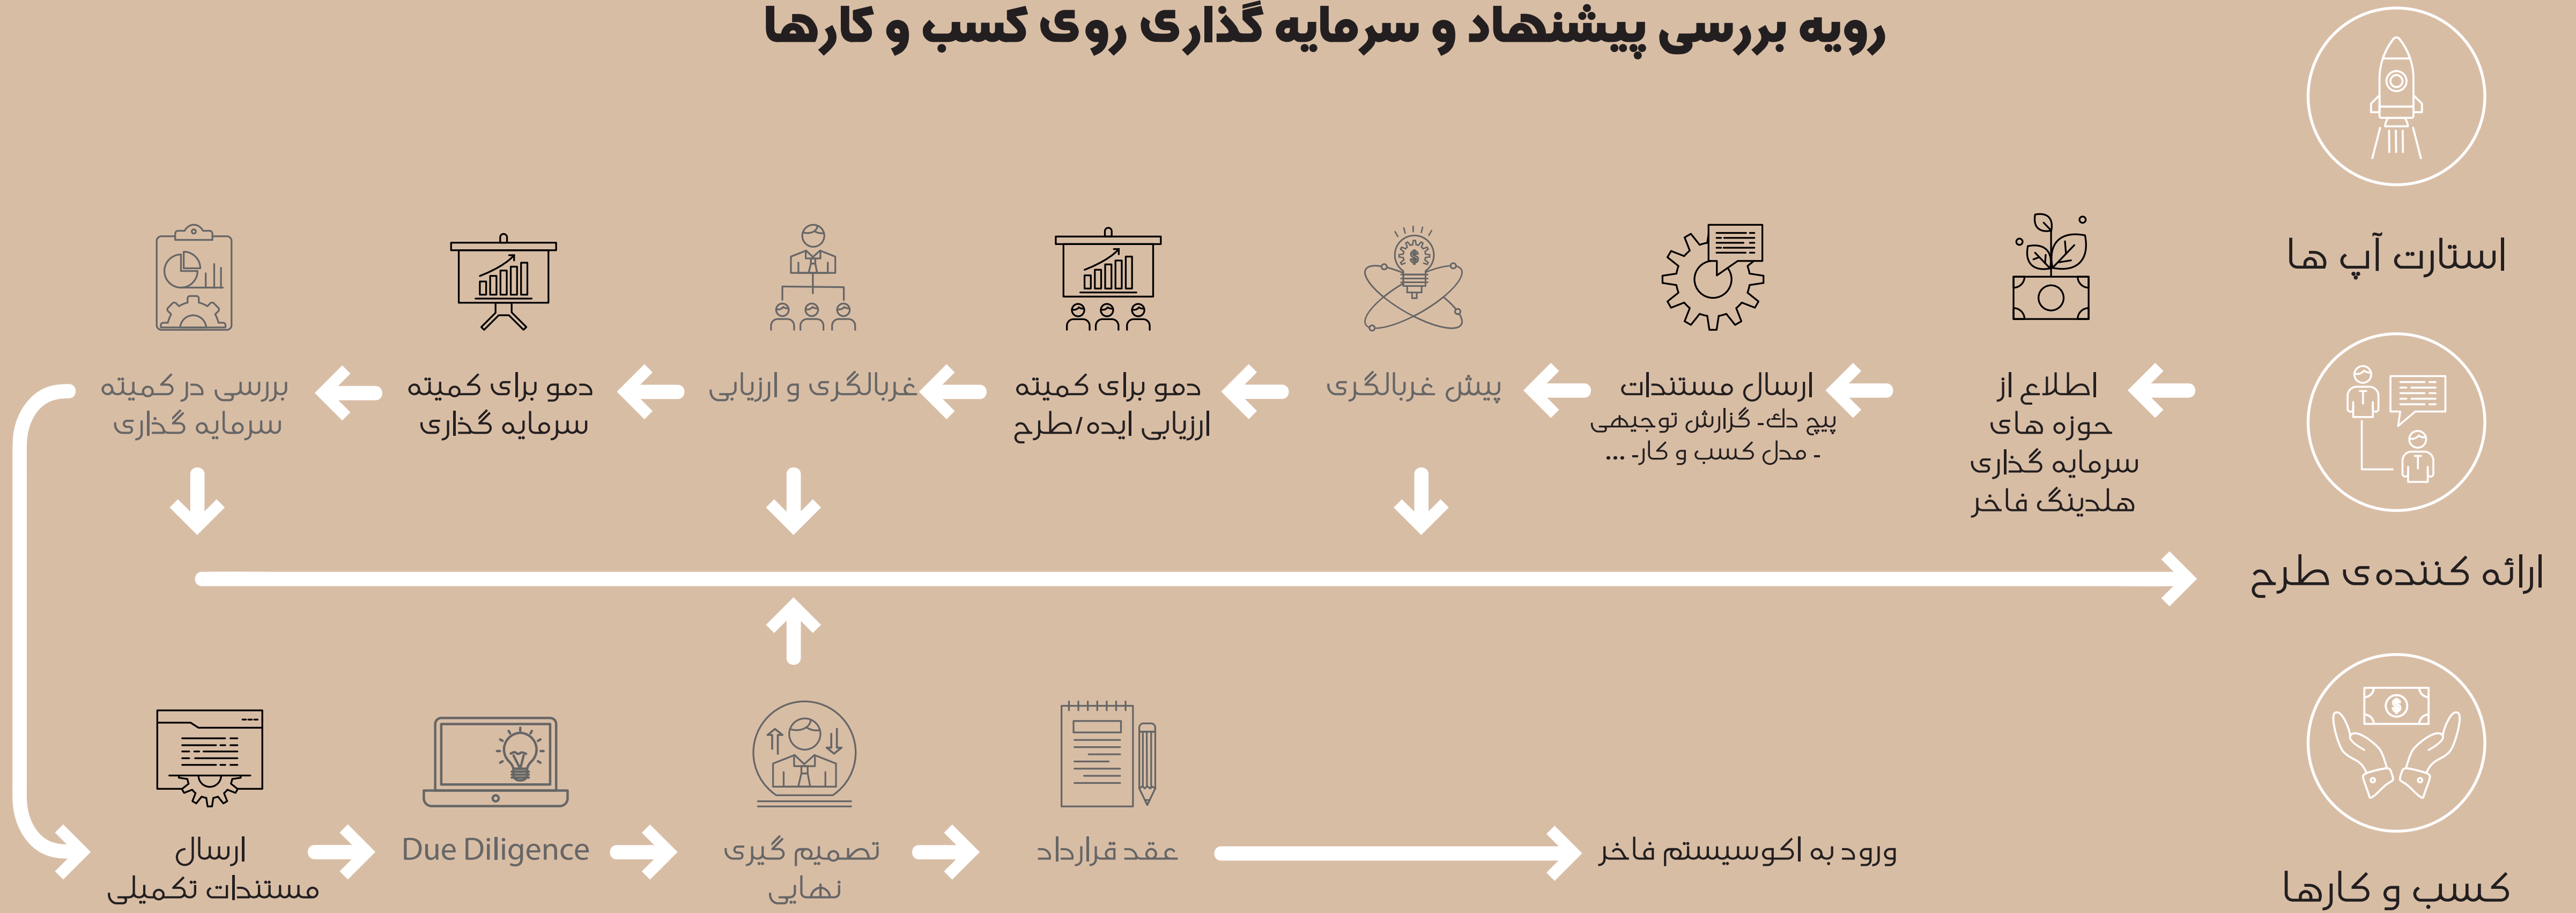 رویه بررسی پیشنهاد و سرمایه گذاری روی کسب و کارها
استارت آپ ها
ارائه کننده‌ی طرح
کسب و کارها
اطلاع از
حوزه های
سرمایه گذاری
هلدینگ فاخر
ارسال مستندات
پیچ دک- گزارش توجیهی
- مدل کسب و کار- ...
پیش غربالگری
دمو برای کمیته
ارزیابی ایده/طرح
غربالگری و ارزیابی
دمو برای کمیته
سرمایه گذاری
بررسی در کمیته
سرمایه گذاری
ارسال
مستندات تکمیلی
Due Diligence
تصمیم گیری
نهایی
عقد قرارداد
ورود به اکوسیستم فاخر